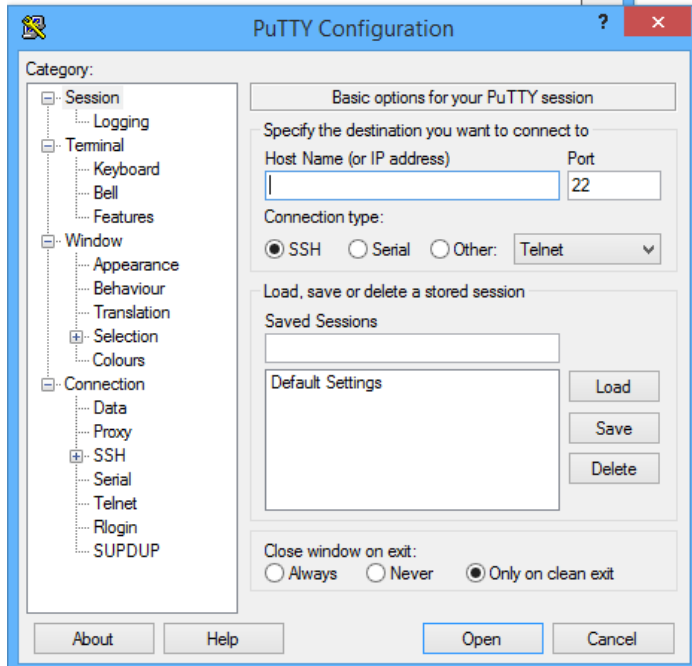 PuTTY Configuration
?
×
Category:
Session
Logging
Terminal
Keyboard
Bell
Features
Window
Appearance
Behaviour
Translation
Selection
Colours
Connection
Data
Proxy
SSH
Serial
Telnet
Rlogin
SUPDUP
Basic options for your PuTTY session
Specify the destination you want to connect to
Host Name (or IP address) Port
22
Connection type:
SSH Serial Other: Telnet
Load, save or delete a stored session
Saved Sessions
Default Settings
Load
Save
Delete
Close window on exit:
Always Never Only on clean exit
About Help Open Cancel